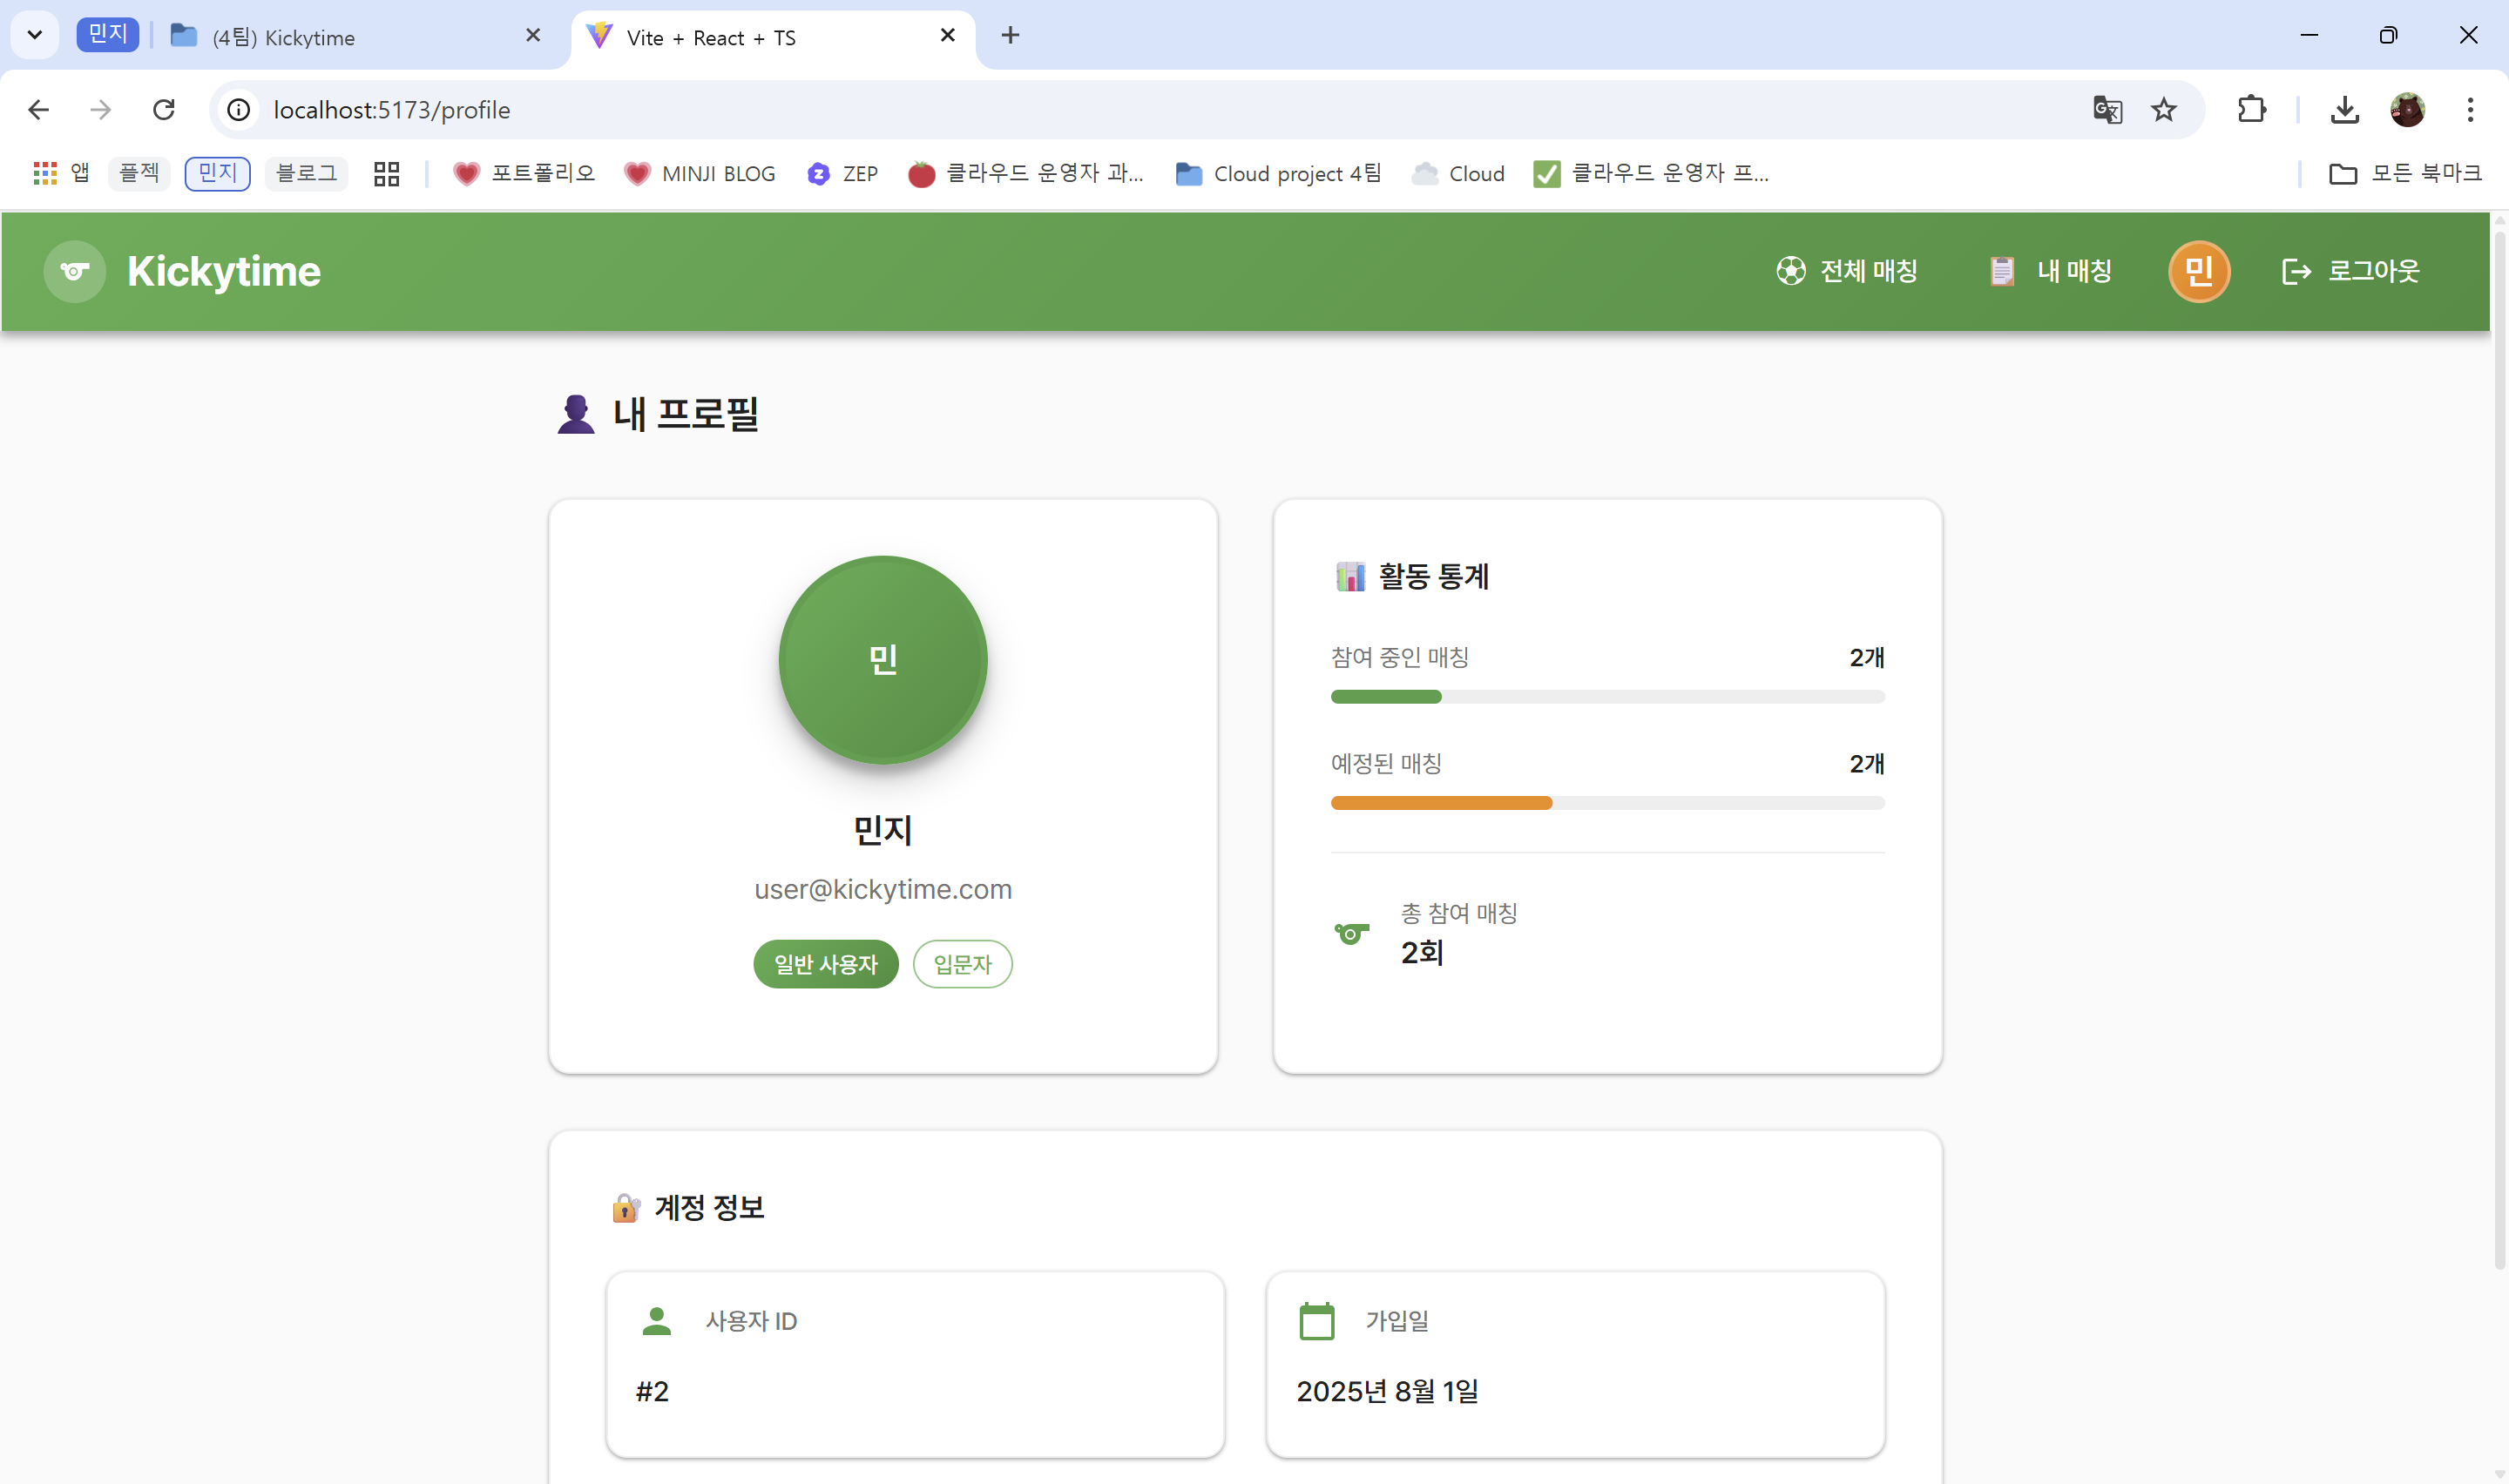 민지
(4팀) Kickytime
Vite + React + TS
localhost:5173/profile
앱
플젝
민지
블로그
포트폴리오
MINJI BLOG
ZEP
클라우드 운영자 과...
Cloud project 4팀
Cloud
클라우드 운영자 프...
모든 북마크
Kickytime
전체 매칭
내 매칭
민
로그아웃
내 프로필
민
민지
user@kickytime.com
일반 사용자
입문자
활동 통계
참여 중인 매칭 2개
예정된 매칭 2개
총 참여 매칭
2회
계정 정보
사용자 ID
#2
가입일
2025년 8월 1일